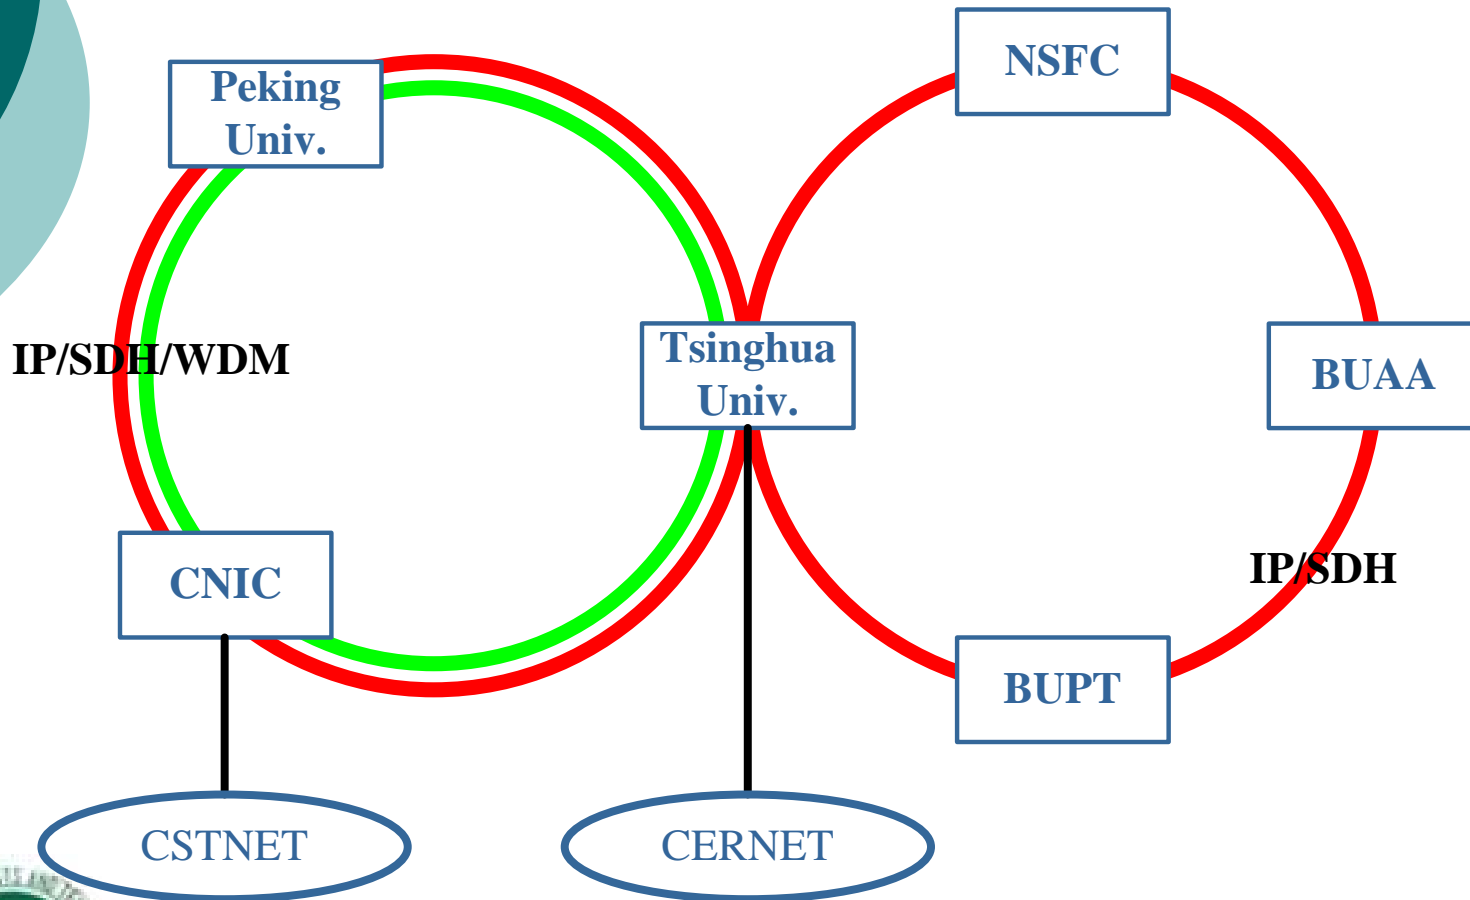 NSFC
Peking
Univ.
Tsinghua
Univ.
IP/SDH/WDM
BUAA
CNIC
IP/SDH
BUPT
CSTNET
CERNET